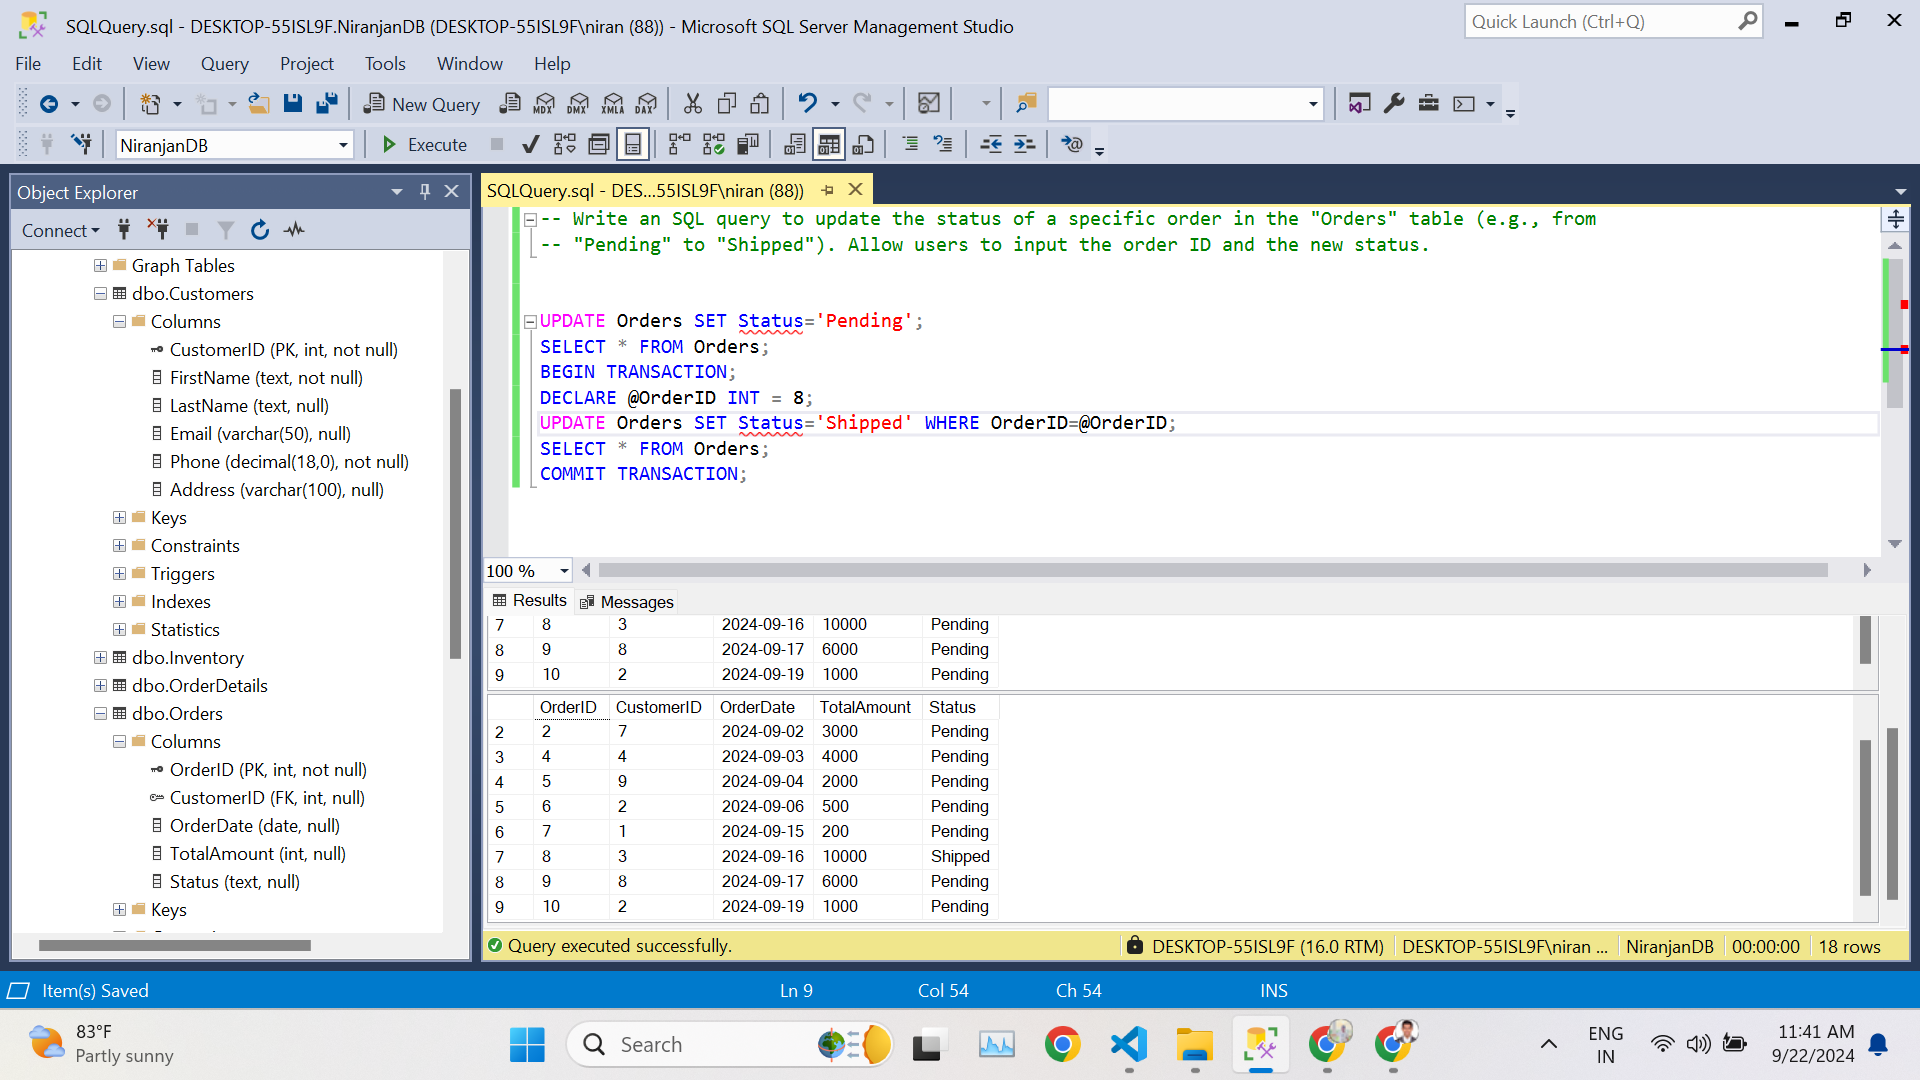 SQLQuery.sql - DESKTOP-55ISL9F.NiranjanDB (DESKTOP-55ISL9F\niran (88)) - Microsoft SQL Server Management Studio
Quick Launch (Ctrl+Q)
File Edit View Query Project Tools Window Help
New Query MDX DMX XMLA DAX
NiranjanDB Execute
Object Explorer
Connect
Graph Tables
dbo.Customers
Columns
CustomerID (PK, int, not null)
FirstName (text, not null)
LastName (text, null)
Email (varchar(50), null)
Phone (decimal(18,0), not null)
Address (varchar(100), null)
Keys
Constraints
Triggers
Indexes
Statistics
dbo.Inventory
dbo.OrderDetails
dbo.Orders
Columns
OrderID (PK, int, not null)
CustomerID (FK, int, null)
OrderDate (date, null)
TotalAmount (int, null)
Status (text, null)
Keys
SQLQuery.sql - DES...55ISL9F\niran (88))
-- Write an SQL query to update the status of a specific order in the "Orders" table (e.g., from
-- "Pending" to "Shipped"). Allow users to input the order ID and the new status.
UPDATE Orders SET Status='Pending';
SELECT * FROM Orders;
BEGIN TRANSACTION;
DECLARE @OrderID INT = 8;
UPDATE Orders SET Status='Shipped' WHERE OrderID=@OrderID;
SELECT * FROM Orders;
COMMIT TRANSACTION;
100 %
Results Messages
7 8 3 2024-09-16 10000 Pending
8 9 8 2024-09-17 6000 Pending
9 10 2 2024-09-19 1000 Pending
OrderID CustomerID OrderDate TotalAmount Status
2 2 7 2024-09-02 3000 Pending
3 4 4 2024-09-03 4000 Pending
4 5 9 2024-09-04 2000 Pending
5 6 2 2024-09-06 500 Pending
6 7 1 2024-09-15 200 Pending
7 8 3 2024-09-16 10000 Shipped
8 9 8 2024-09-17 6000 Pending
9 10 2 2024-09-19 1000 Pending
Query executed successfully. DESKTOP-55ISL9F (16.0 RTM) DESKTOP-55ISL9F\niran ... NiranjanDB 00:00:00 18 rows
Item(s) Saved Ln 9 Col 54 Ch 54 INS
83°F
Partly sunny
Search
ENG
IN
11:41 AM
9/22/2024